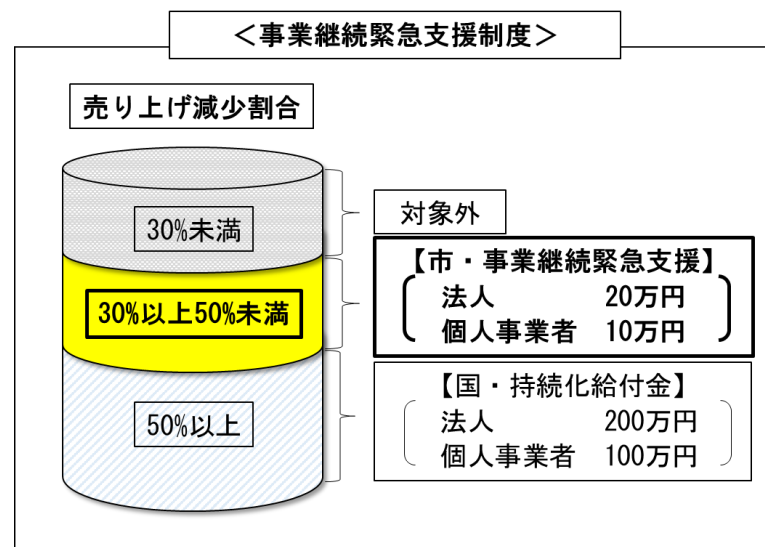 ＜事業継続緊急支援制度＞
売り上げ減少割合
30%未満
対象外
30%以上50%未満
【市・事業継続緊急支援】
法人　20万円
個人事業者　10万円
50%以上
【国・持続化給付金】
法人　200万円
個人事業者　100万円